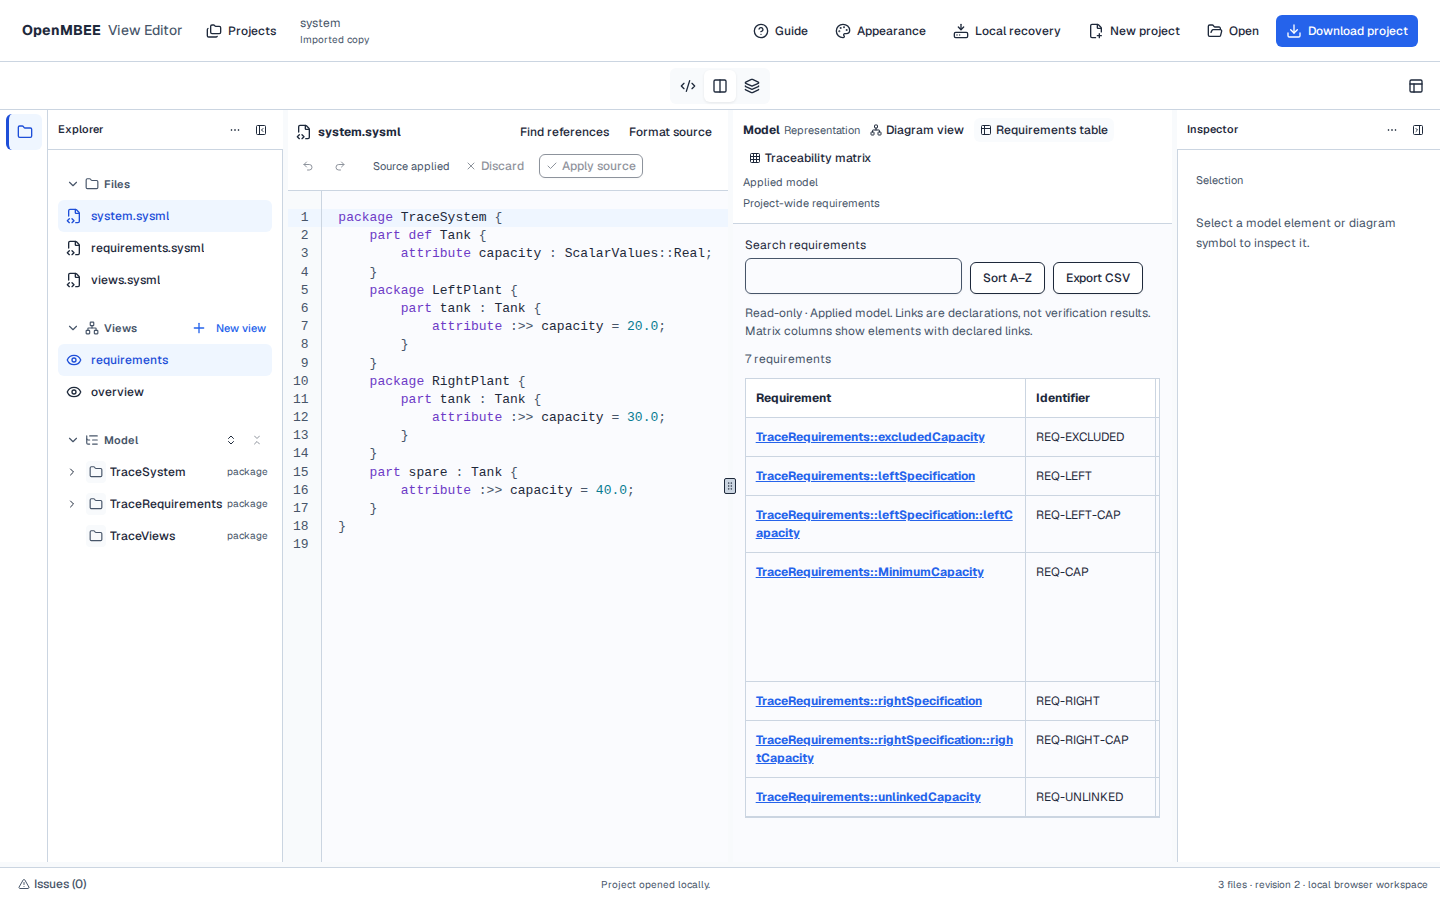 OpenMBEE View Editor
Projects
system
Imported copy
Guide
Appearance
Local recovery
New project
Open
Download project
Explorer
Files
system.sysml
requirements.sysml
views.sysml
Views
New view
requirements
overview
Model
TraceSystem package
TraceRequirements package
TraceViews package
system.sysml
Find references
Format source
Source applied
Discard
Apply source
1 package TraceSystem {
2 part def Tank {
3 attribute capacity : ScalarValues::Real;
4 }
5 package LeftPlant {
6 part tank : Tank {
7 attribute :>> capacity = 20.0;
8 }
9 }
10 package RightPlant {
11 part tank : Tank {
12 attribute :>> capacity = 30.0;
13 }
14 }
15 part spare : Tank {
16 attribute :>> capacity = 40.0;
17 }
18 }
19
Model Representation Diagram view Requirements table
Traceability matrix
Applied model
Project-wide requirements
Search requirements
Sort A–Z
Export CSV
Read-only · Applied model. Links are declarations, not verification results.
Matrix columns show elements with declared links.
7 requirements
Requirement Identifier
TraceRequirements::excludedCapacity REQ-EXCLUDED
TraceRequirements::leftSpecification REQ-LEFT
TraceRequirements::leftSpecification::leftC REQ-LEFT-CAP
apacity
TraceRequirements::MinimumCapacity REQ-CAP
TraceRequirements::rightSpecification REQ-RIGHT
TraceRequirements::rightSpecification::righ REQ-RIGHT-CAP
tCapacity
TraceRequirements::unlinkedCapacity REQ-UNLINKED
Inspector
Selection
Select a model element or diagram
symbol to inspect it.
Issues (0)
Project opened locally.
3 files · revision 2 · local browser workspace